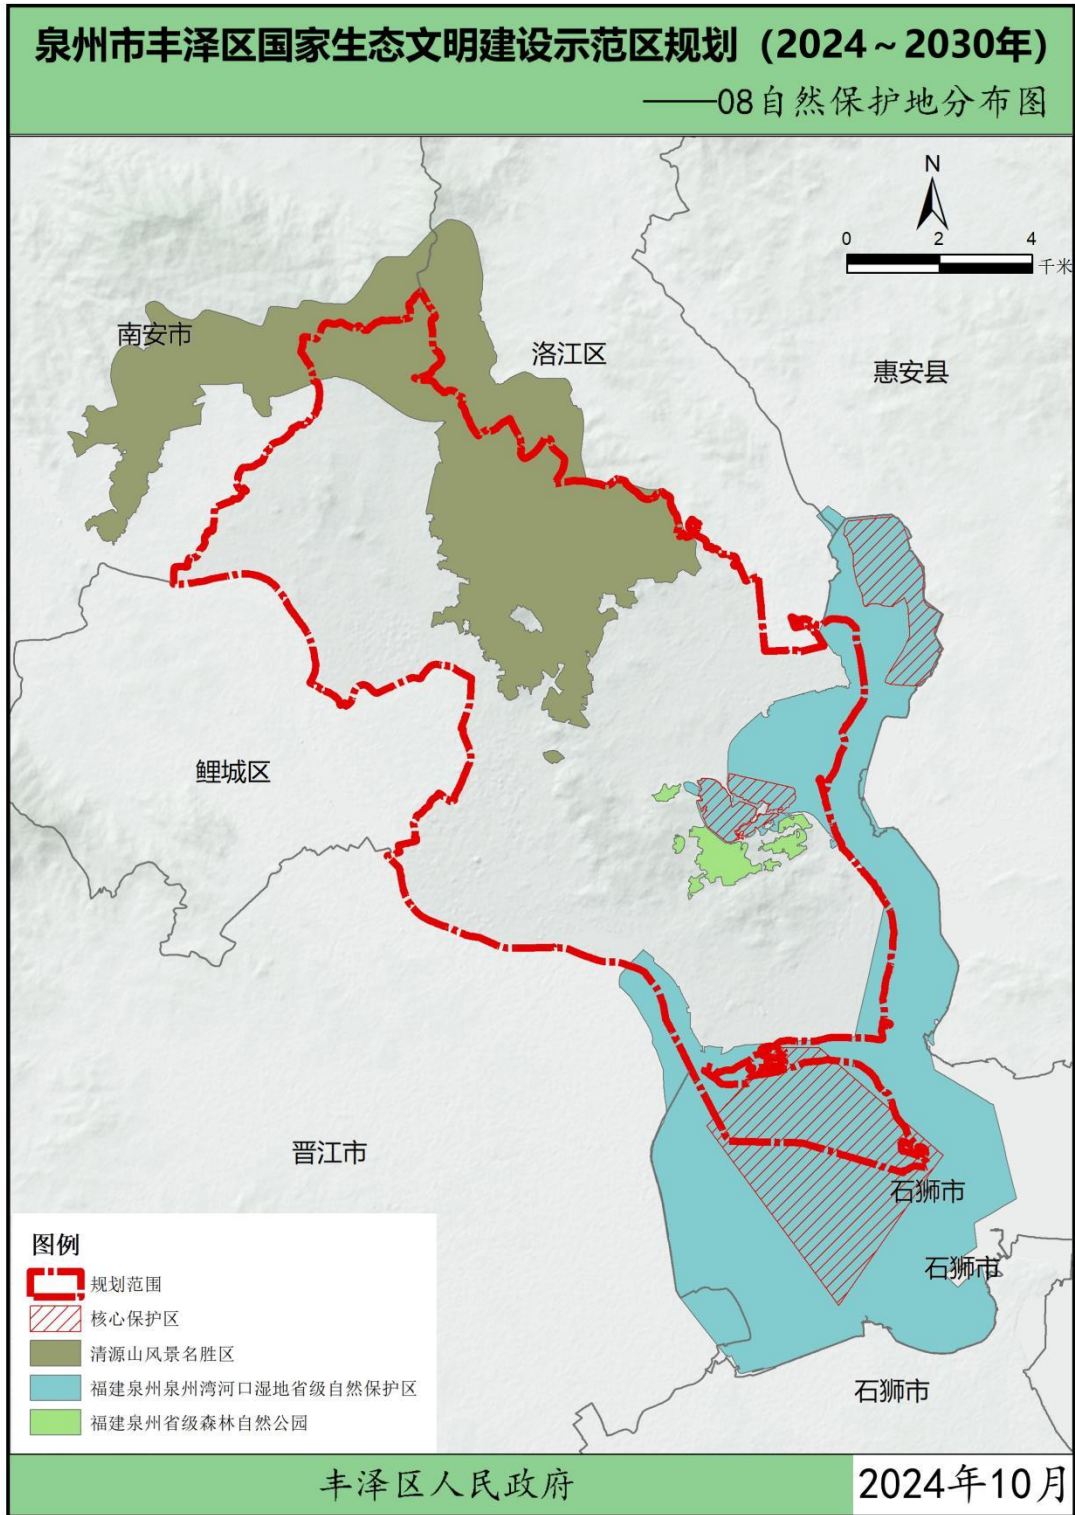 泉州市丰泽区国家生态文明建设示范区规划（2024～2030年）
——08自然保护地分布图
N
0 2 4
千米
南安市
洛江区
惠安县
鲤城区
晋江市
石狮市
石狮市
石狮市
图例
规划范围
核心保护区
清源山风景名胜区
福建泉州泉州湾河口湿地省级自然保护区
福建泉州省级森林自然公园
丰泽区人民政府
2024年10月